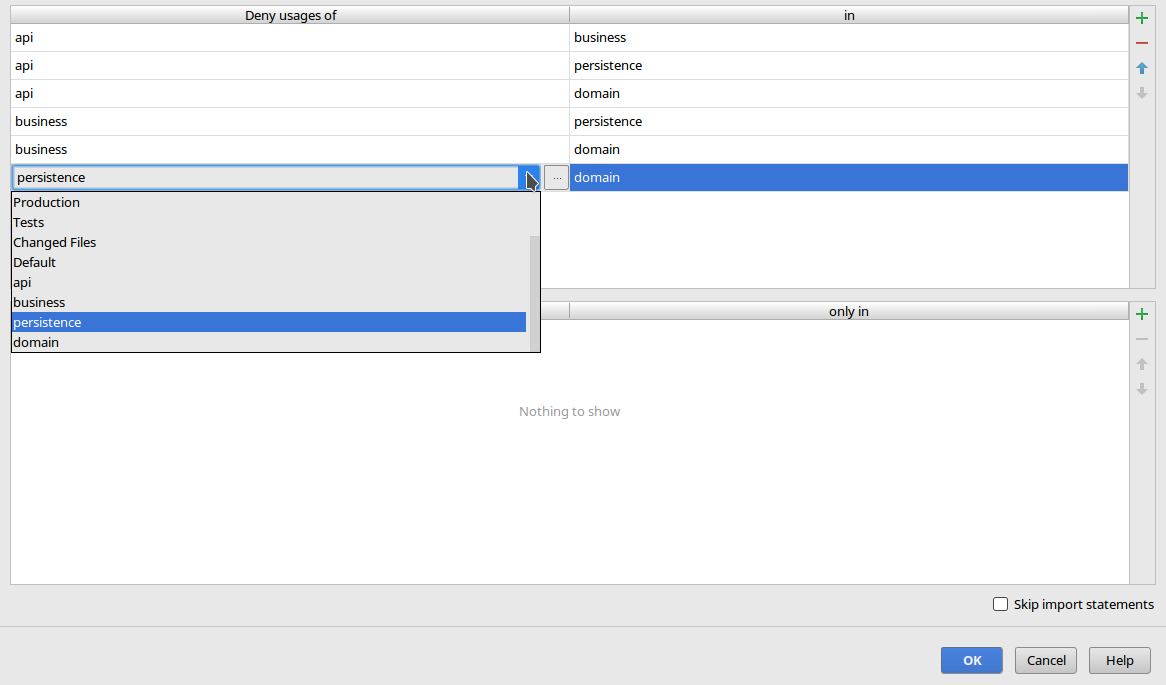 Deny usages of in
api business
api persistence
api domain
business persistence
business domain
persistence ... domain
Production
Tests
Changed Files
Default
api
business
persistence
domain
only in
Nothing to show
Skip import statements
OK Cancel Help